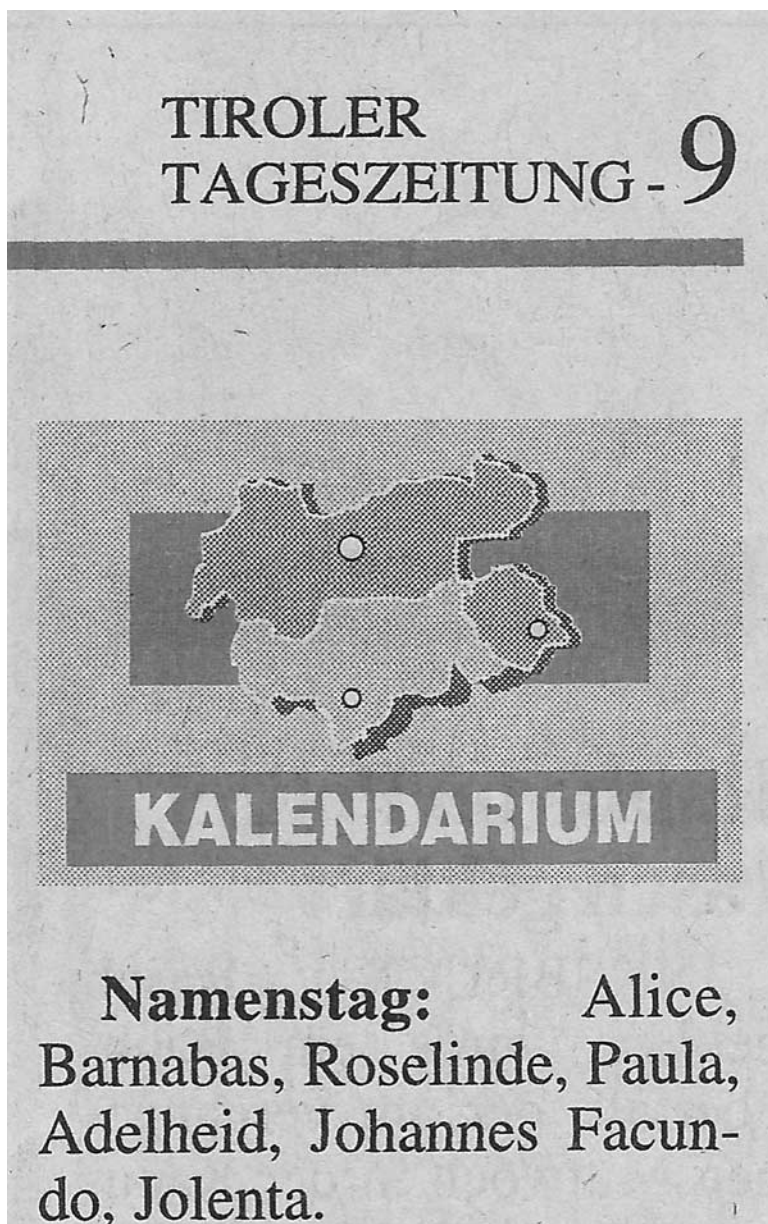 TIROLER
TAGESZEITUNG - 9
KALENDARIUM
Namenstag: Alice,
Barnabas, Roselinde, Paula,
Adelheid, Johannes Facun-
do, Jolenta.